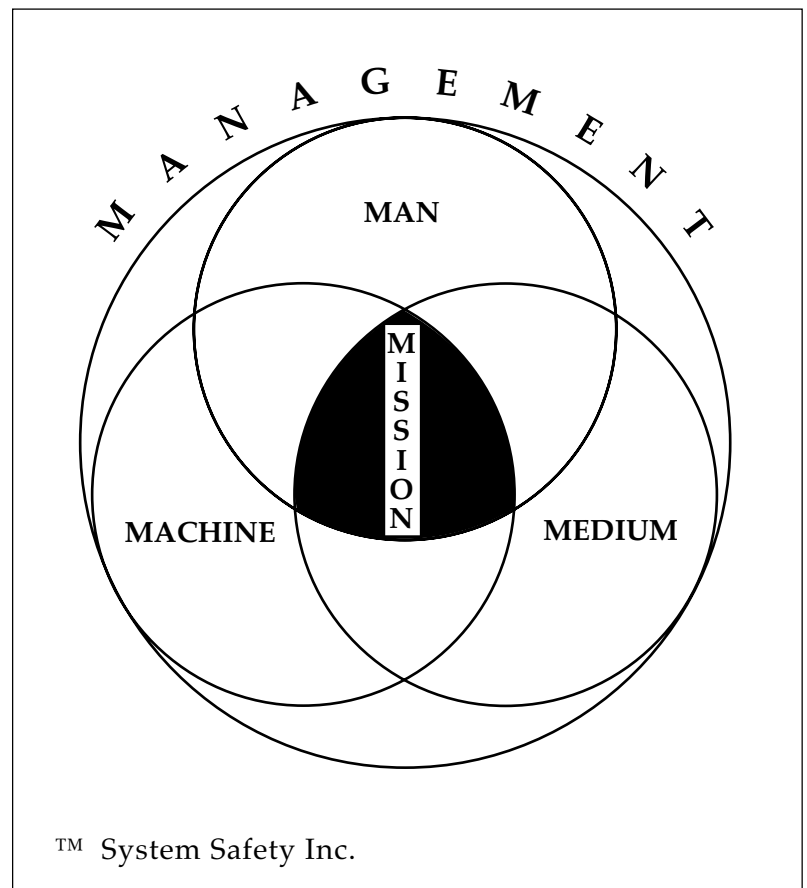 MANAGEMENT
MAN
MISSION
MACHINE
MEDIUM
™ System Safety Inc.